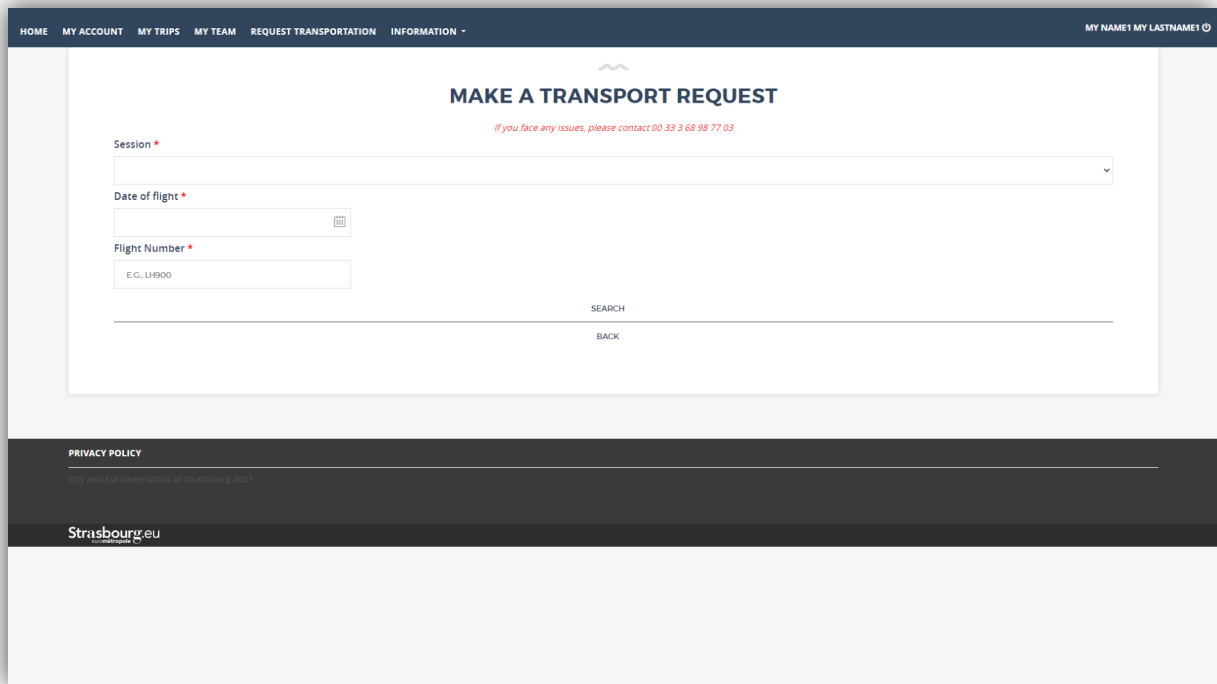 HOME MY ACCOUNT MY TRIPS MY TEAM REQUEST TRANSPORTATION INFORMATION MY NAME1 MY LASTNAME1
MAKE A TRANSPORT REQUEST
If you face any issues, please contact 00 33 3 68 98 77 03
Session *
Date of flight *
Flight Number *
E.G., LH900
SEARCH
BACK
PRIVACY POLICY
City and Eurometropolis of Strasbourg 2021
Strasbourg.eu
eurométropole